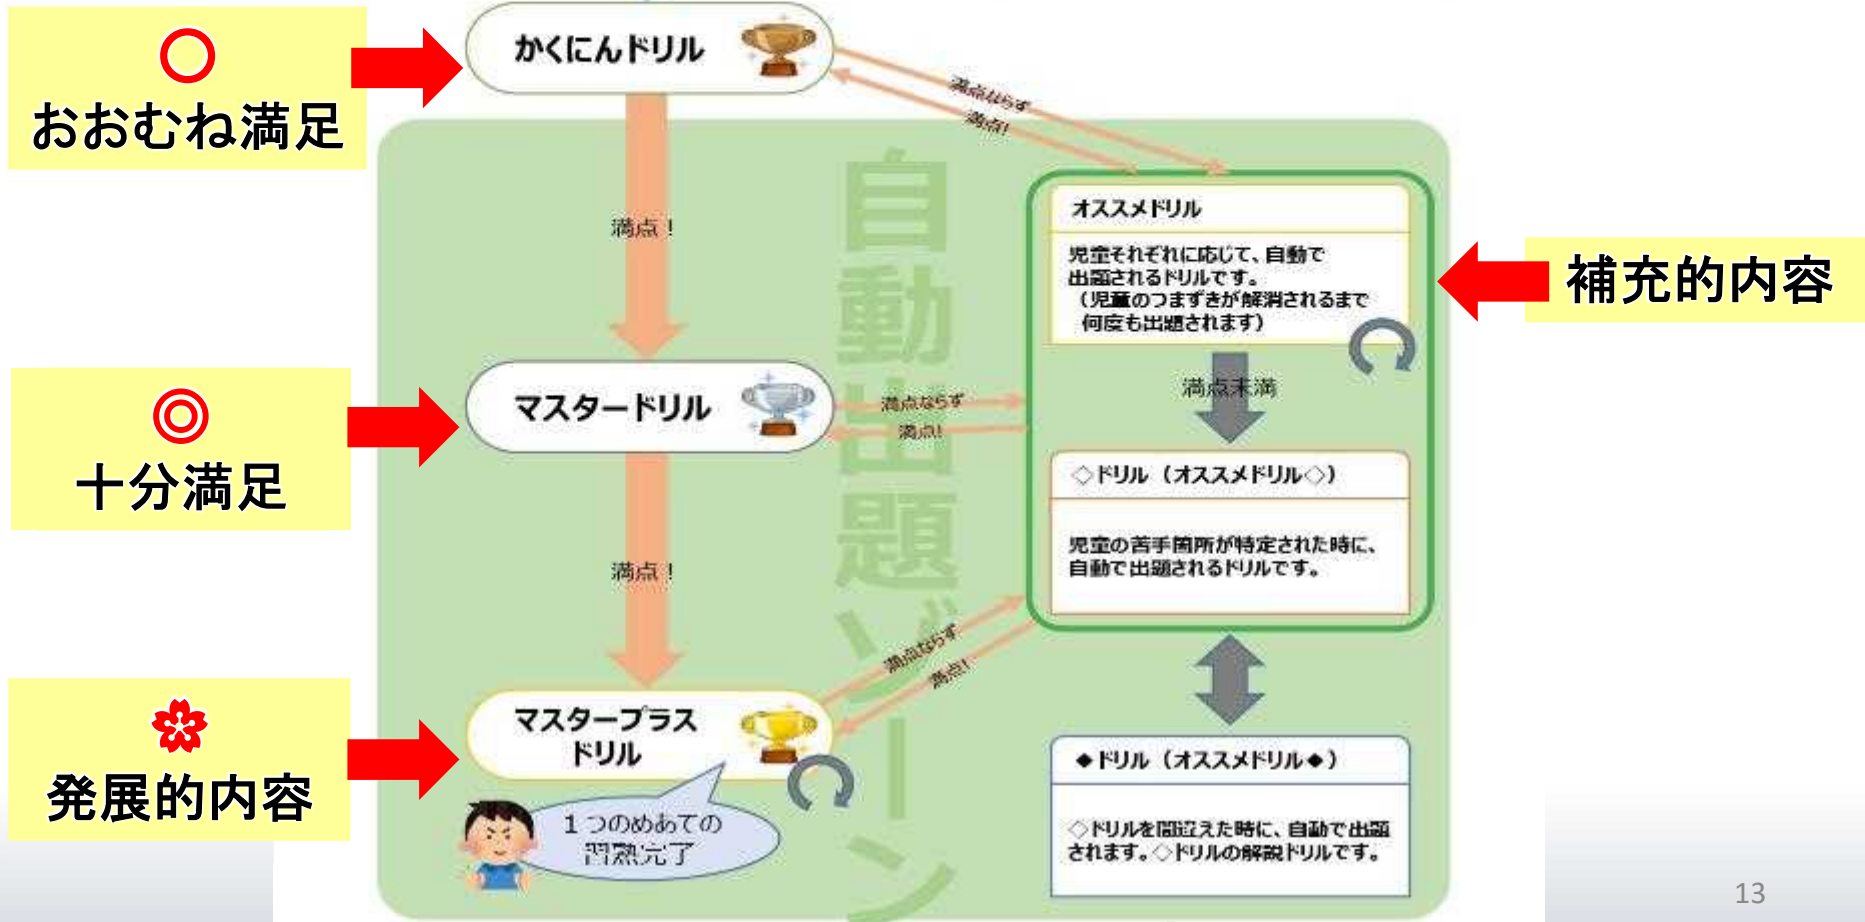 ○
おおむね満足
かくにんドリル
満点ならず
満点!
満点!
自動出題ゾーン
オススメドリル
児童それぞれに応じて、自動で
出題されるドリルです。
(児童のつまずきが解消されるまで
何度も出題されます)
補充的内容
満点未満
◎
十分満足
マスタードリル
満点ならず
満点!
◇ドリル(オススメドリル◇)
児童の苦手箇所が特定された時に、
自動で出題されるドリルです。
満点!
満点ならず
満点!
発展的内容
マスタープラス
ドリル
1つのめあての
習熟完了
◆ドリル(オススメドリル◆)
◇ドリルを間違えた時に、自動で出題
されます。◇ドリルの解説ドリルです。
13